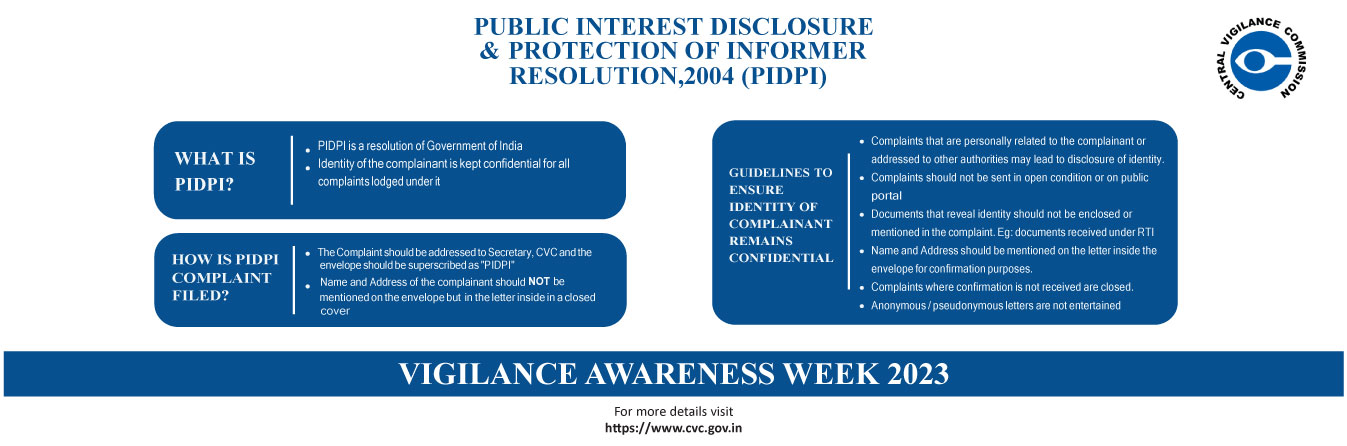 PUBLIC INTEREST DISCLOSURE
& PROTECTION OF INFORMER
RESOLUTION,2004 (PIDPI)
CENTRAL VIGILANCE COMMISSION
WHAT IS
PIDPI?
• PIDPI is a resolution of Government of India
• Identity of the complainant is kept confidential for all
complaints lodged under it
HOW IS PIDPI
COMPLAINT
FILED?
• The Complaint should be addressed to Secretary, CVC and the
envelope should be superscribed as "PIDPI"
• Name and Address of the complainant should NOT be
mentioned on the envelope but in the letter inside in a closed
cover
GUIDELINES TO
ENSURE
IDENTITY OF
COMPLAINANT
REMAINS
CONFIDENTIAL
• Complaints that are personally related to the complainant or
addressed to other authorities may lead to disclosure of identity.
• Complaints should not be sent in open condition or on public
portal
• Documents that reveal identity should not be enclosed or
mentioned in the complaint. Eg: documents received under RTI
• Name and Address should be mentioned on the letter inside the
envelope for confirmation purposes.
• Complaints where confirmation is not received are closed.
• Anonymous / pseudonymous letters are not entertained
VIGILANCE AWARENESS WEEK 2023
For more details visit
https://www.cvc.gov.in